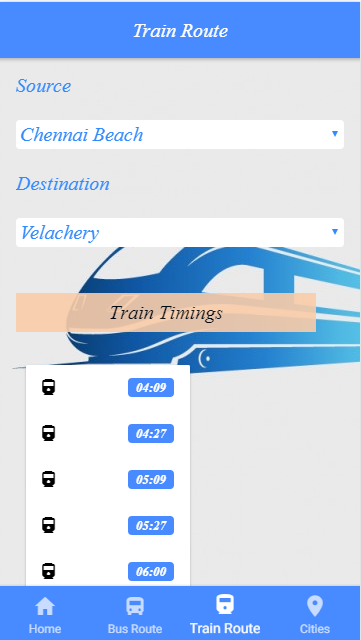 Train Route
Source
Chennai Beach
Destination
Velachery
Train Timings
04:09
04:27
05:09
05:27
06:00
Home Bus Route Train Route Cities